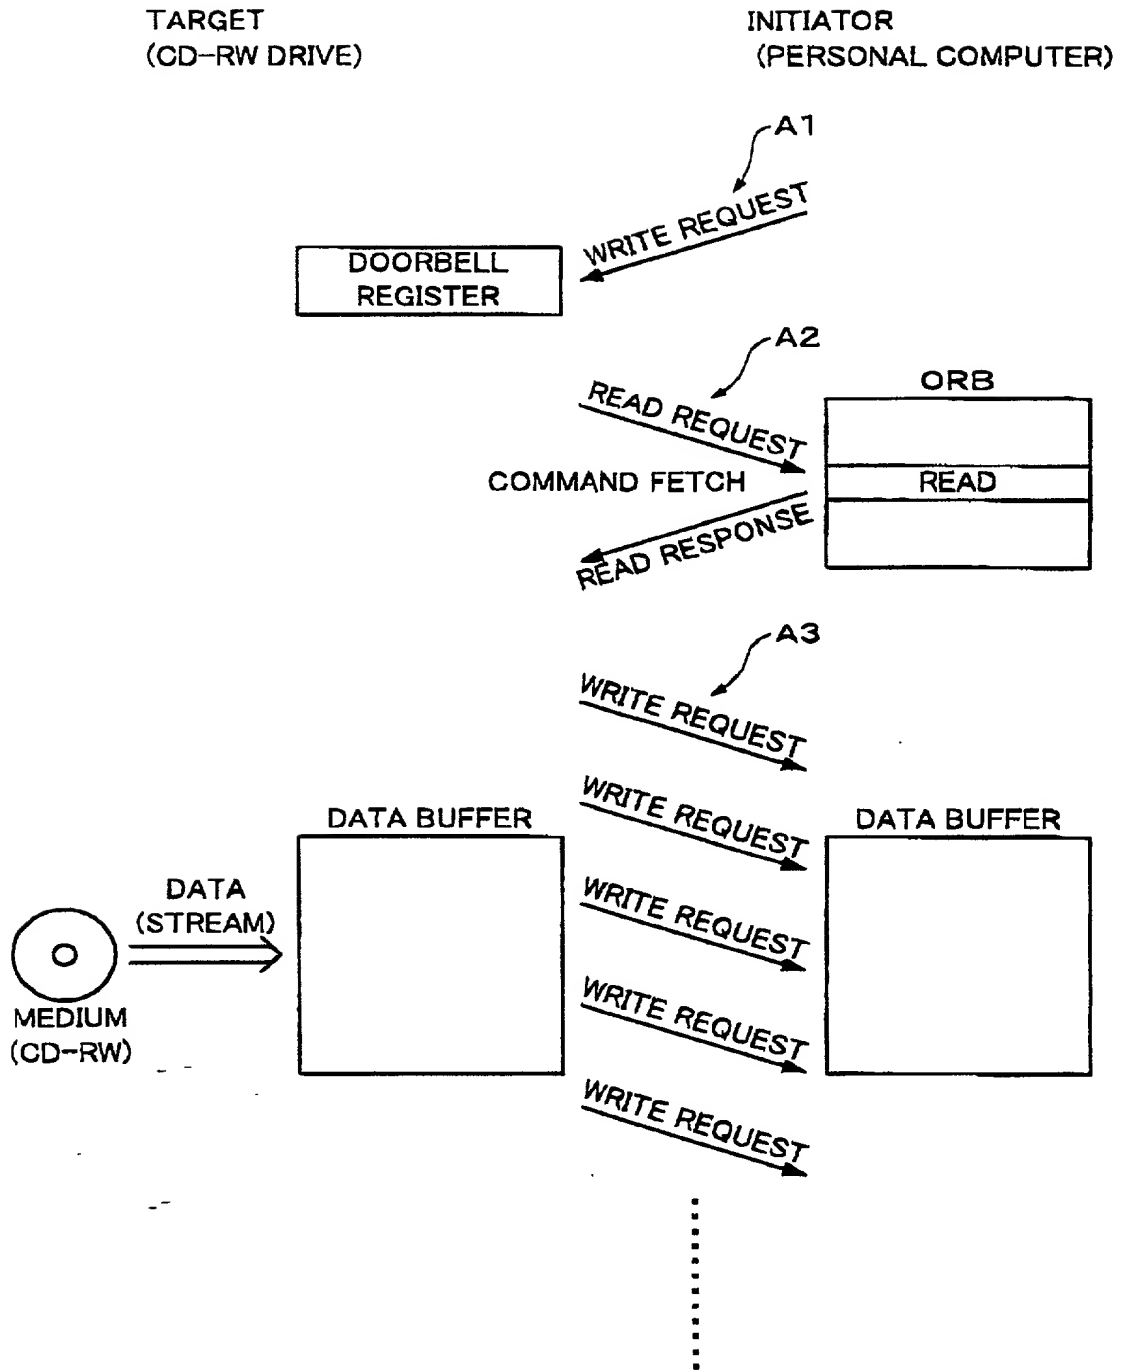 TARGET
(CD-RW DRIVE)
INITIATOR
(PERSONAL COMPUTER)
A1
WRITE REQUEST
DOORBELL
REGISTER
A2
READ REQUEST
ORB
COMMAND FETCH
READ
READ RESPONSE
A3
WRITE REQUEST
WRITE REQUEST
DATA BUFFER
DATA BUFFER
DATA
(STREAM)
WRITE REQUEST
MEDIUM
(CD-RW)
WRITE REQUEST
WRITE REQUEST